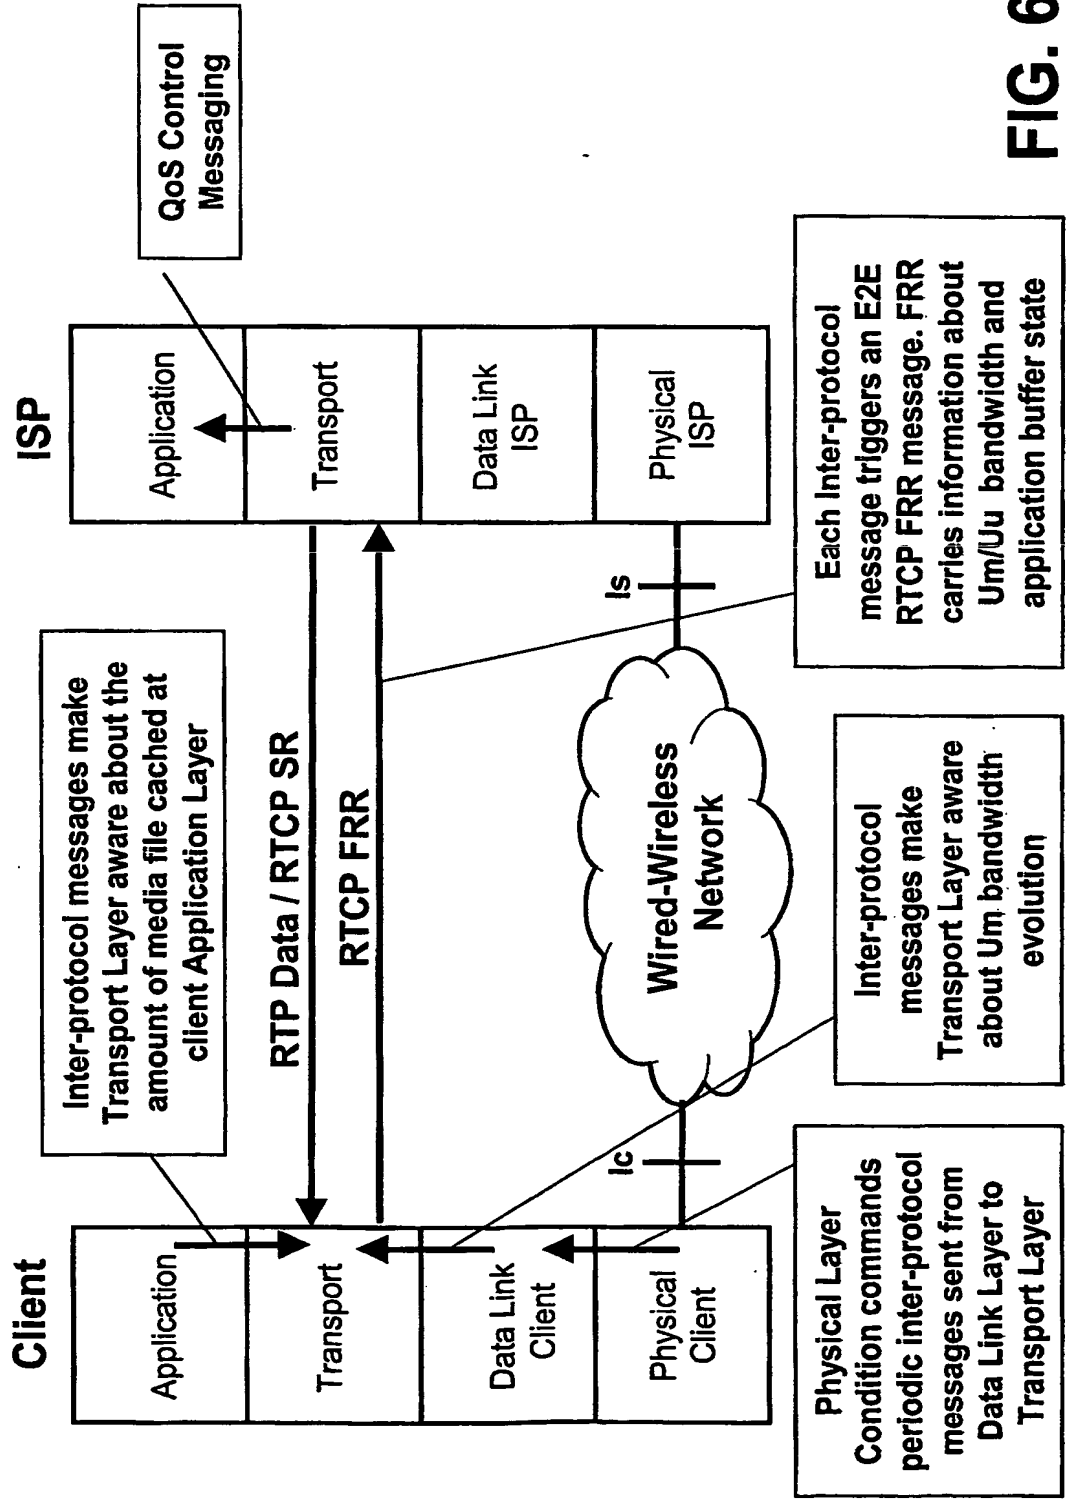 Client
ISP
Application
Transport
Data Link
Client
Physical
Client
Inter-protocol messages make
Transport Layer aware about the
amount of media file cached at
client Application Layer
RTP Data / RTCP SR
RTCP FRR
Wired-Wireless
Network
Ic
Is
Application
Transport
Data Link
ISP
Physical
ISP
QoS Control
Messaging
Physical Layer
Condition commands
periodic inter-protocol
messages sent from
Data Link Layer to
Transport Layer
Inter-protocol
messages make
Transport Layer aware
about Um bandwidth
evolution
Each Inter-protocol
message triggers an E2E
RTCP FRR message. FRR
carries information about
Um/Uu bandwidth and
application buffer state
FIG. 6